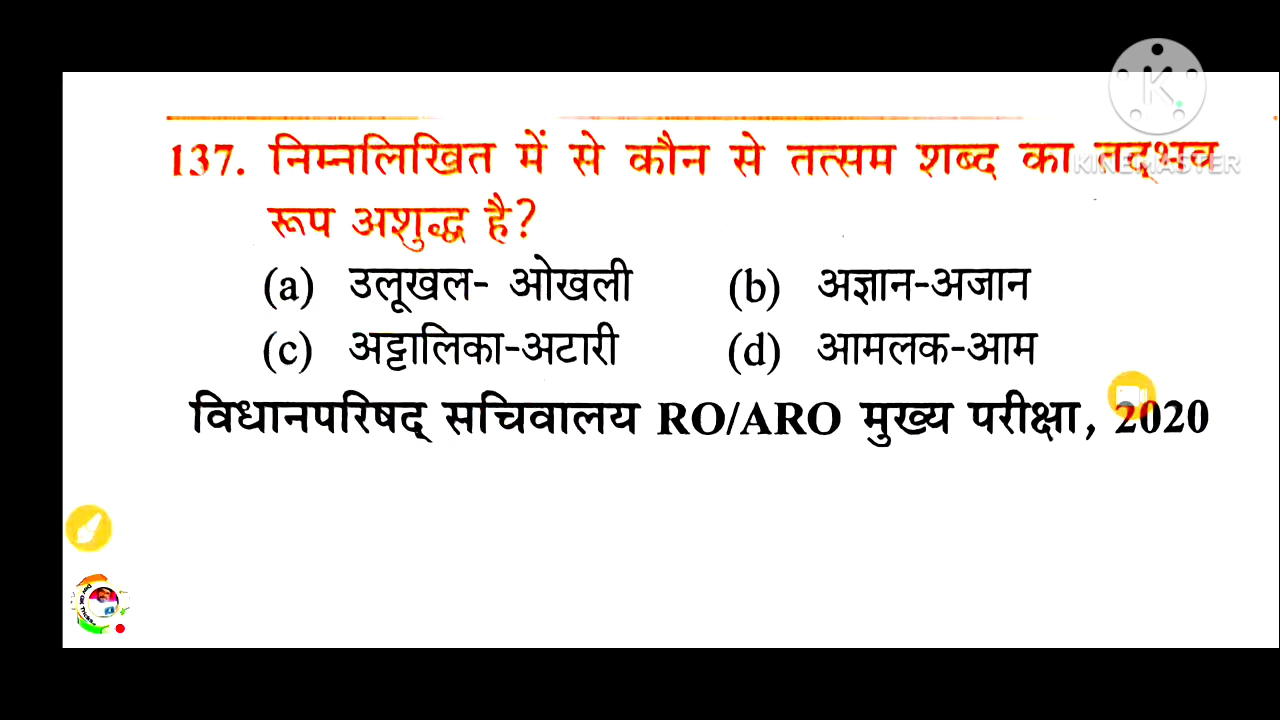 137. निम्नलिखित में से कौन से तत्सम शब्द का तद्भव
KINEMASTER
रूप अशुद्ध है?
(a) उलूखल- ओखली (b) अज्ञान-अजान
(c) अट्टालिका-अटारी (d) आमलक-आम
विधानपरिषद् सचिवालय RO/ARO मुख्य परीक्षा, 2020